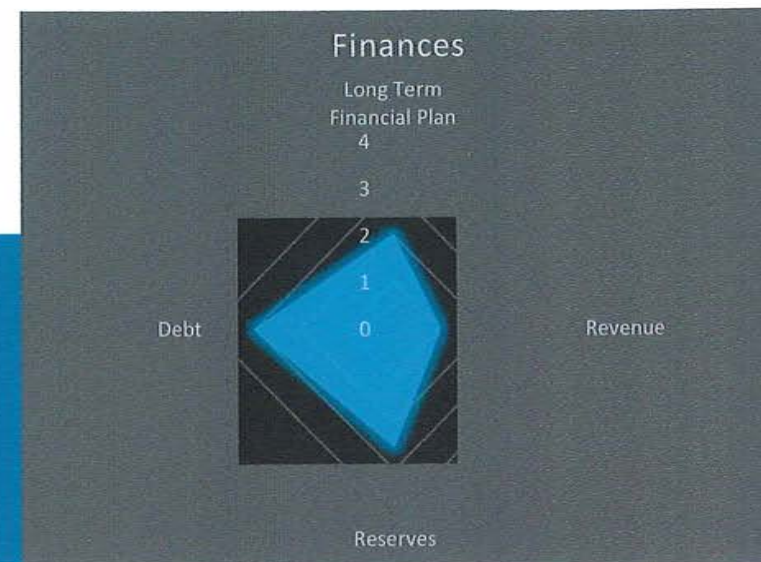 Finances
Long Term
Financial Plan
4
3
2
1
Debt
0
Revenue
Reserves